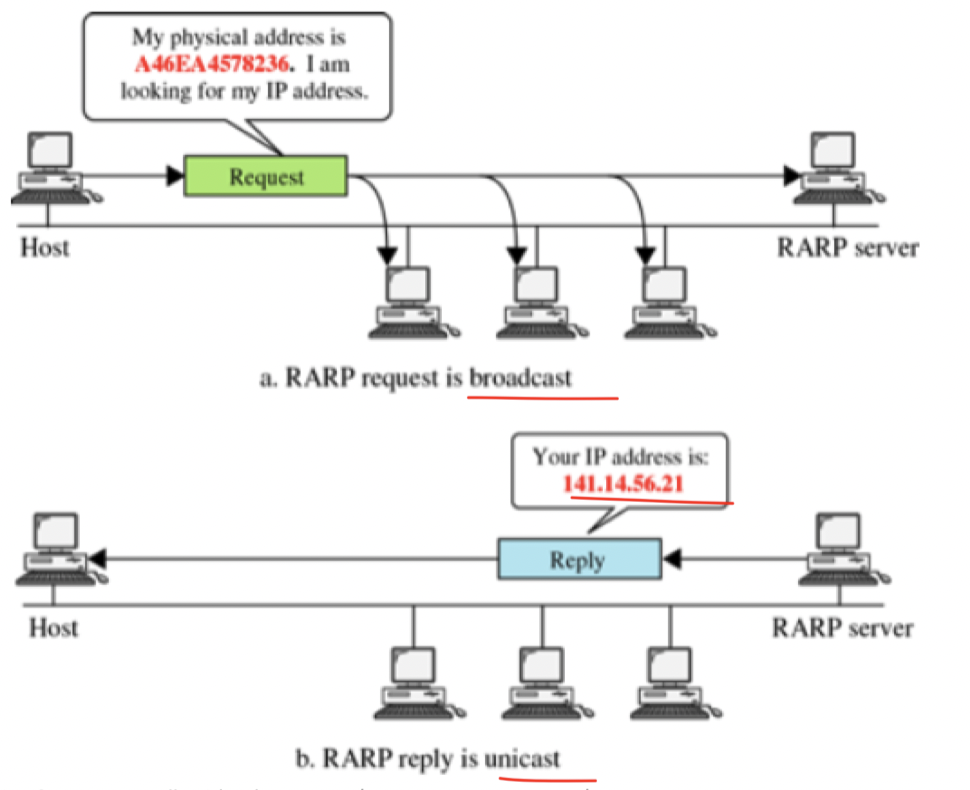 My physical address is
A46EA4578236. I am
looking for my IP address.
Request
Host
RARP server
a. RARP request is broadcast
Your IP address is:
141.14.56.21
Reply
Host
RARP server
b. RARP reply is unicast